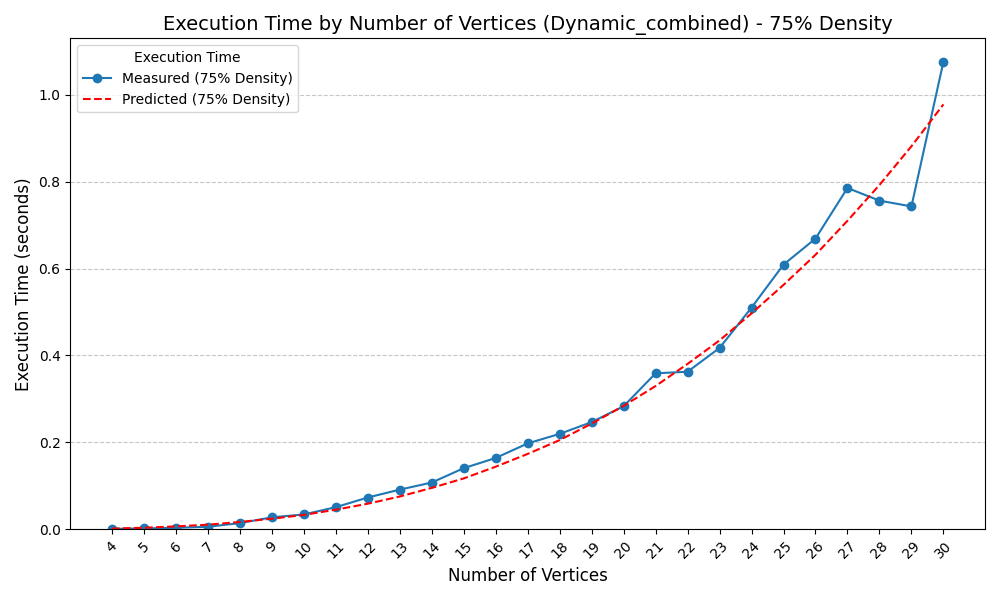 Execution Time by Number of Vertices (Dynamic_combined) - 75% Density
Execution Time
Measured (75% Density)
Predicted (75% Density)
Execution Time (seconds)
1.0
0.8
0.6
0.4
0.2
0.0
4 5 6 7 8 9 10 11 12 13 14 15 16 17 18 19 20 21 22 23 24 25 26 27 28 29 30
Number of Vertices